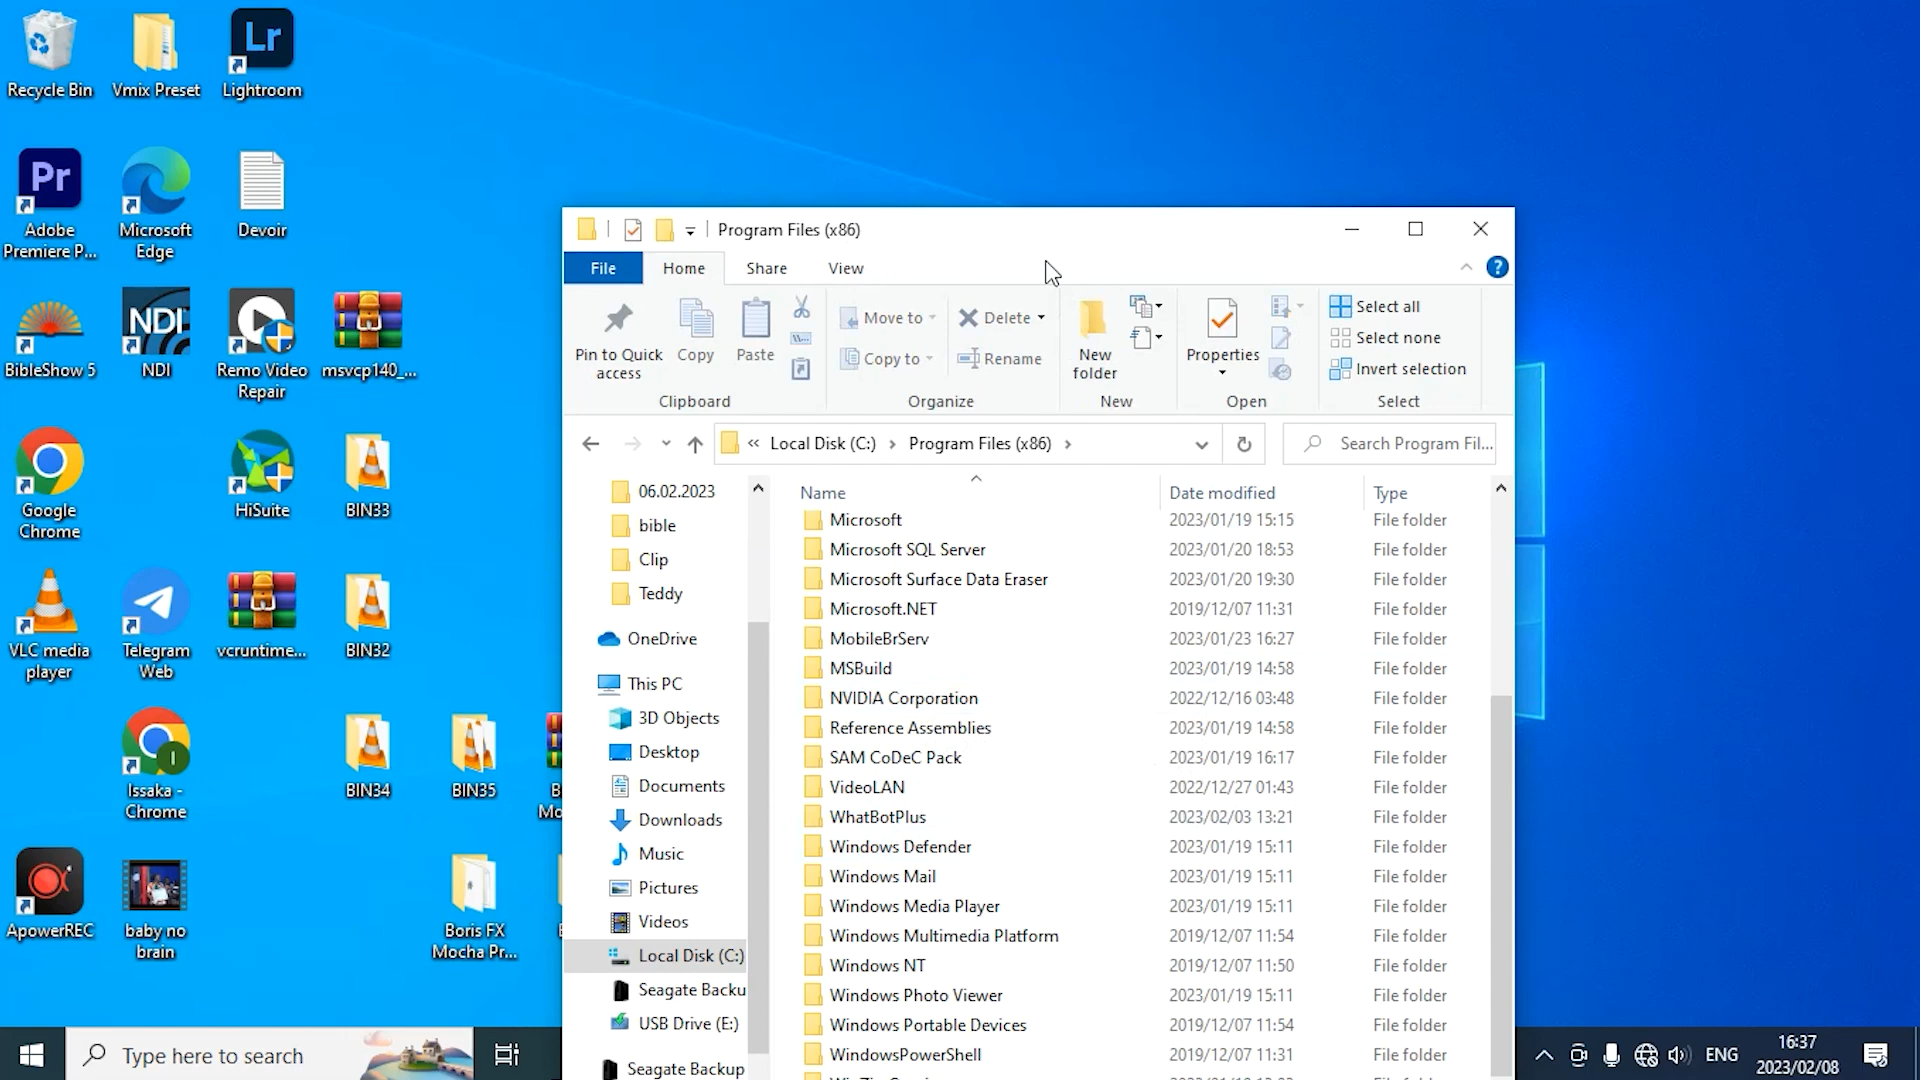 Recycle Bin
Vmix Preset
Lr
Lightroom
Pr
Adobe
Premiere P...
Microsoft
Edge
Devoir
BibleShow 5
NDI
NDI
Remo Video
Repair
msvcp140_...
Google
Chrome
HiSuite
BIN33
VLC media
player
Telegram
Web
vcruntime...
BIN32
I
Issaka -
Chrome
BIN34
BIN35
ApowerREC
baby no
brain
Boris FX
Mocha Pr...
Program Files (x86)
File
Home
Share
View
?
Pin to Quick
access
Copy
Paste
Move to
Copy to
Delete
Rename
New
folder
Properties
Select all
Select none
Invert selection
Clipboard
Organize
New
Open
Select
« Local Disk (C:) › Program Files (x86) ›
Search Program Fil...
06.02.2023
bible
Clip
Teddy
OneDrive
This PC
3D Objects
Desktop
Documents
Downloads
Music
Pictures
Videos
Local Disk (C:)
Seagate Backu
USB Drive (E:)
Seagate Backup
Name Date modified Type
Microsoft 2023/01/19 15:15 File folder
Microsoft SQL Server 2023/01/20 18:53 File folder
Microsoft Surface Data Eraser 2023/01/20 19:30 File folder
Microsoft.NET 2019/12/07 11:31 File folder
MobileBrServ 2023/01/23 16:27 File folder
MSBuild 2023/01/19 14:58 File folder
NVIDIA Corporation 2022/12/16 03:48 File folder
Reference Assemblies 2023/01/19 14:58 File folder
SAM CoDeC Pack 2023/01/19 16:17 File folder
VideoLAN 2022/12/27 01:43 File folder
WhatBotPlus 2023/02/03 13:21 File folder
Windows Defender 2023/01/19 15:11 File folder
Windows Mail 2023/01/19 15:11 File folder
Windows Media Player 2023/01/19 15:11 File folder
Windows Multimedia Platform 2019/12/07 11:54 File folder
Windows NT 2019/12/07 11:50 File folder
Windows Photo Viewer 2023/01/19 15:11 File folder
Windows Portable Devices 2019/12/07 11:54 File folder
WindowsPowerShell 2019/12/07 11:31 File folder
Type here to search
ENG
16:37
2023/02/08